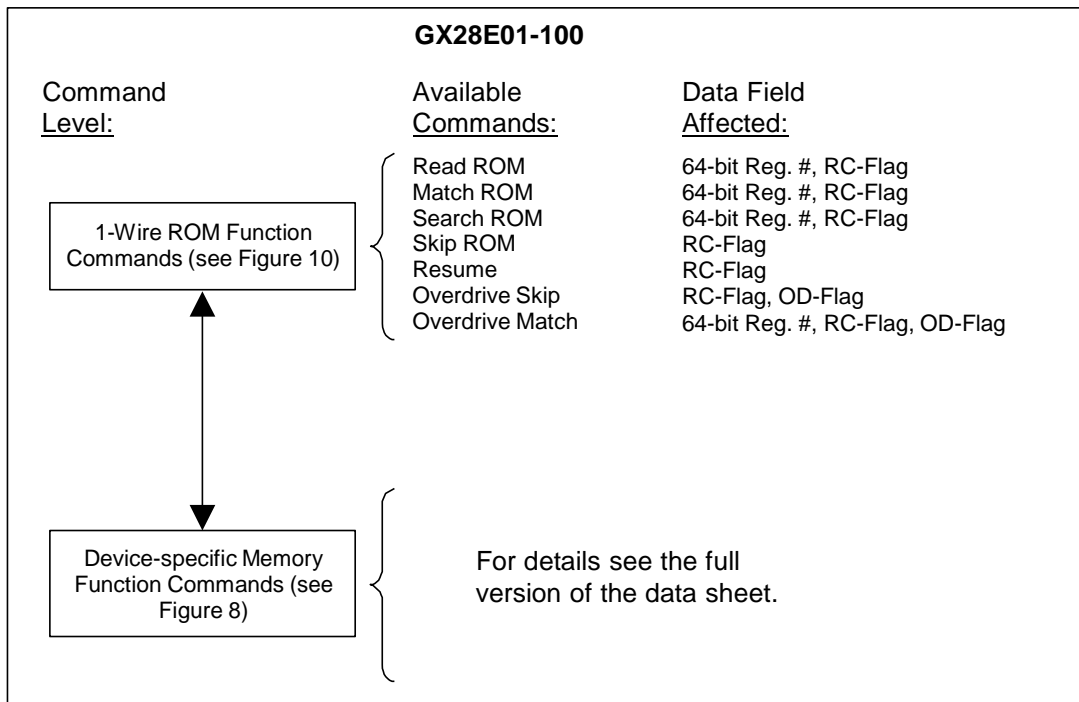 GX28E01-100
Command
Level:
Available
Commands:
Data Field
Affected:
1-Wire ROM Function
Commands (see Figure 10)
Read ROM 64-bit Reg. #, RC-Flag
Match ROM 64-bit Reg. #, RC-Flag
Search ROM 64-bit Reg. #, RC-Flag
Skip ROM RC-Flag
Resume RC-Flag
Overdrive Skip RC-Flag, OD-Flag
Overdrive Match 64-bit Reg. #, RC-Flag, OD-Flag
Device-specific Memory
Function Commands (see
Figure 8)
For details see the full
version of the data sheet.